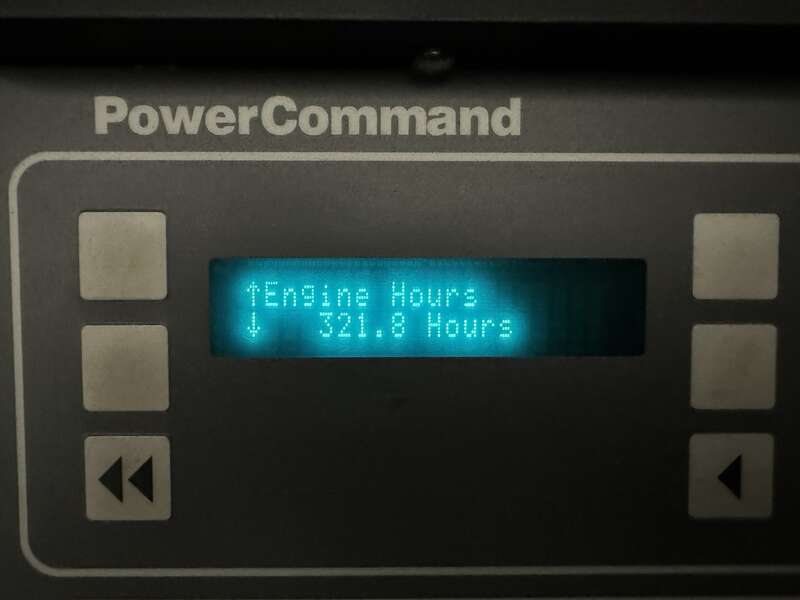 PowerCommand
↑Engine Hours
↓ 321.8 Hours